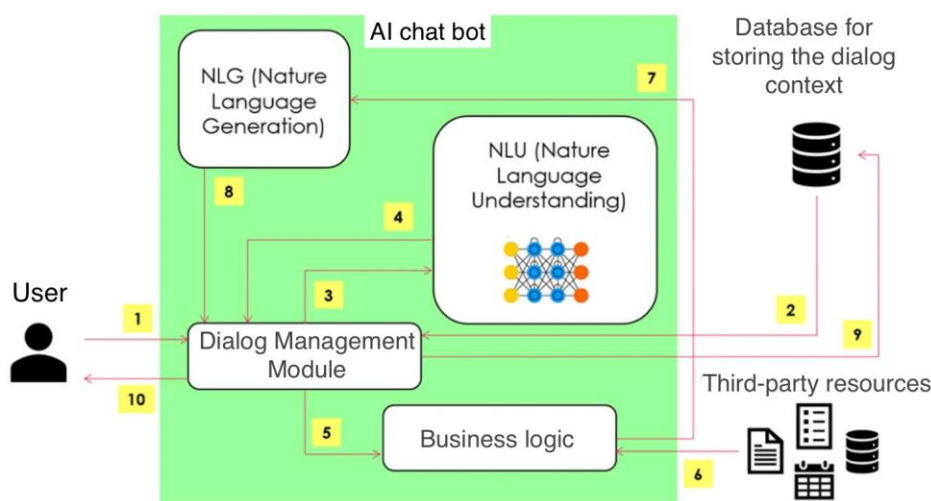 AI chat bot
NLG (Nature
Language
Generation)
7
Database for
storing the dialog
context
NLU (Nature
Language
Understanding)
8
4
User
3
1
2
9
Dialog Management
Module
10
Third-party resources
5
Business logic
6